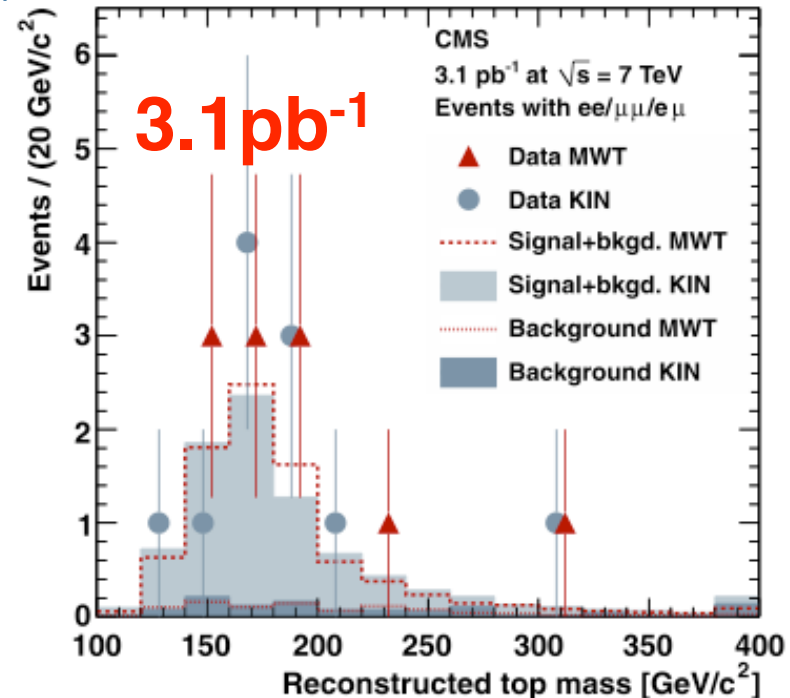 Events / (20 GeV/c²)
6
5
4
3
2
1
0
3.1pb⁻¹
CMS
3.1 pb⁻¹ at √s = 7 TeV
Events with ee/μμ/eμ
Data MWT
Data KIN
Signal+bkgd. MWT
Signal+bkgd. KIN
Background MWT
Background KIN
100 150 200 250 300 350 400
Reconstructed top mass [GeV/c²]